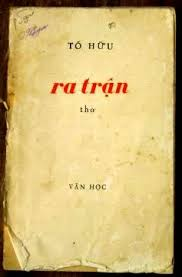 TỐ HỮU
ra trận
thơ
VĂN HỌC